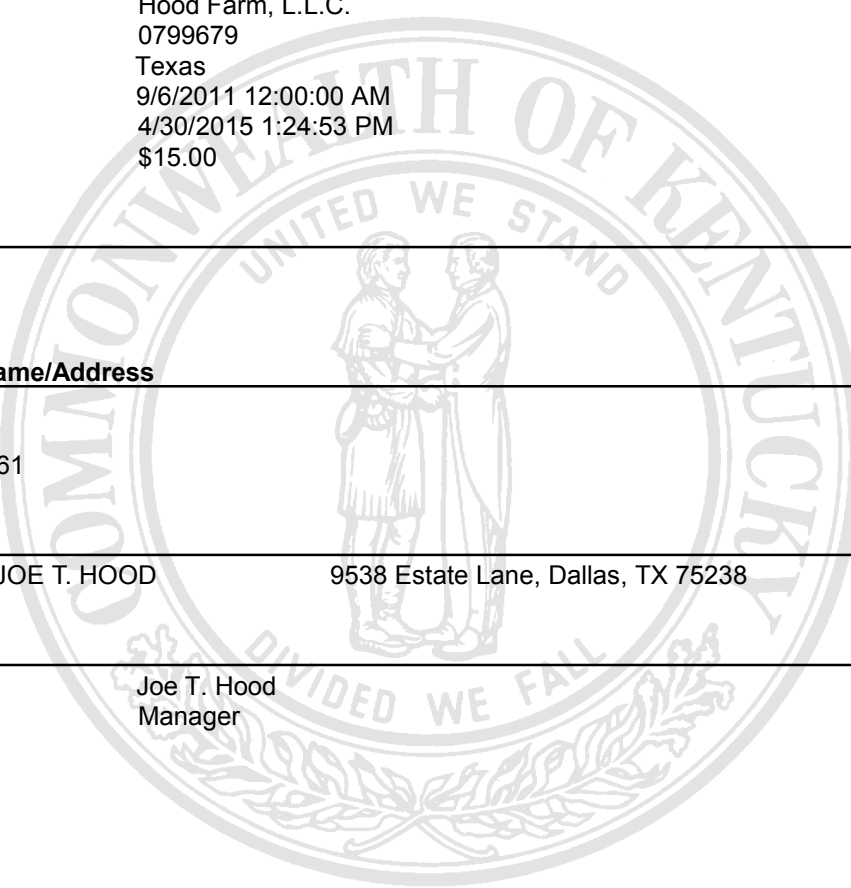 Hood Farm, L.L.C.
0799679
Texas
9/6/2011 12:00:00 AM
4/30/2015 1:24:53 PM
$15.00
COMMONWEALTH OF KENTUCKY
UNITED WE STAND
ame/Address
61
JOE T. HOOD 9538 Estate Lane, Dallas, TX 75238
DIVIDED WE FALL
Joe T. Hood
Manager